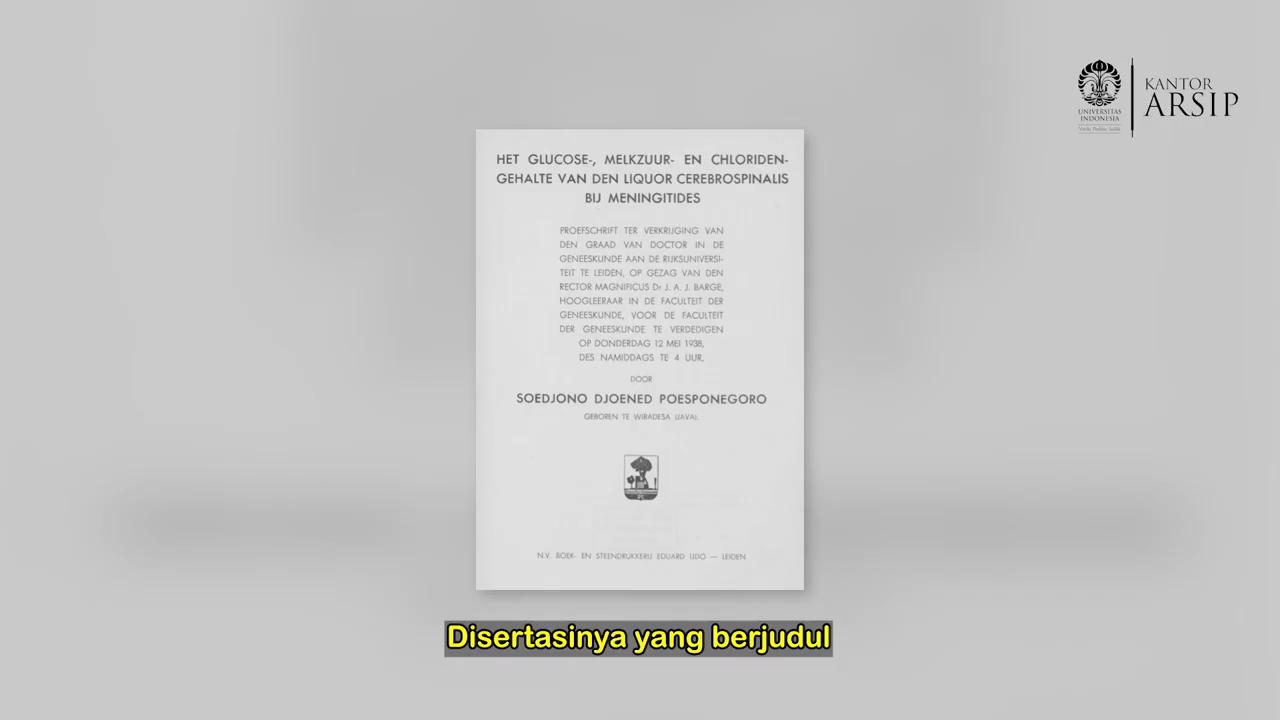 UNIVERSITAS
INDONESIA
KANTOR
ARSIP
HET GLUCOSE-, MELKZUUR- EN CHLORIDEN-
GEHALTE VAN DEN LIQUOR CEREBROSPINALIS
BIJ MENINGITIDES
PROEFSCHRIFT TER VERKRIJGING VAN
DEN GRAAD VAN DOCTOR IN DE
GENEESKUNDE AAN DE RIJKSUNIVERSI-
TEIT TE LEIDEN, OP GEZAG VAN DEN
RECTOR MAGNIFICUS Dr J. A. J. BARGE,
HOOGLEERAAR IN DE FACULTEIT DER
GENEESKUNDE, VOOR DE FACULTEIT
DER GENEESKUNDE TE VERDEDIGEN
OP DONDERDAG 12 MEI 1938,
DES NAMIDDAGS TE 4 UUR,
DOOR
SOEDJONO DJOENED POESPONEGORO
GEBOREN TE WIRADESA (JAVA).
N.V. BOEK- EN STEENDRUKKERIJ EDUARD IJDO — LEIDEN
Disertasinya yang berjudul